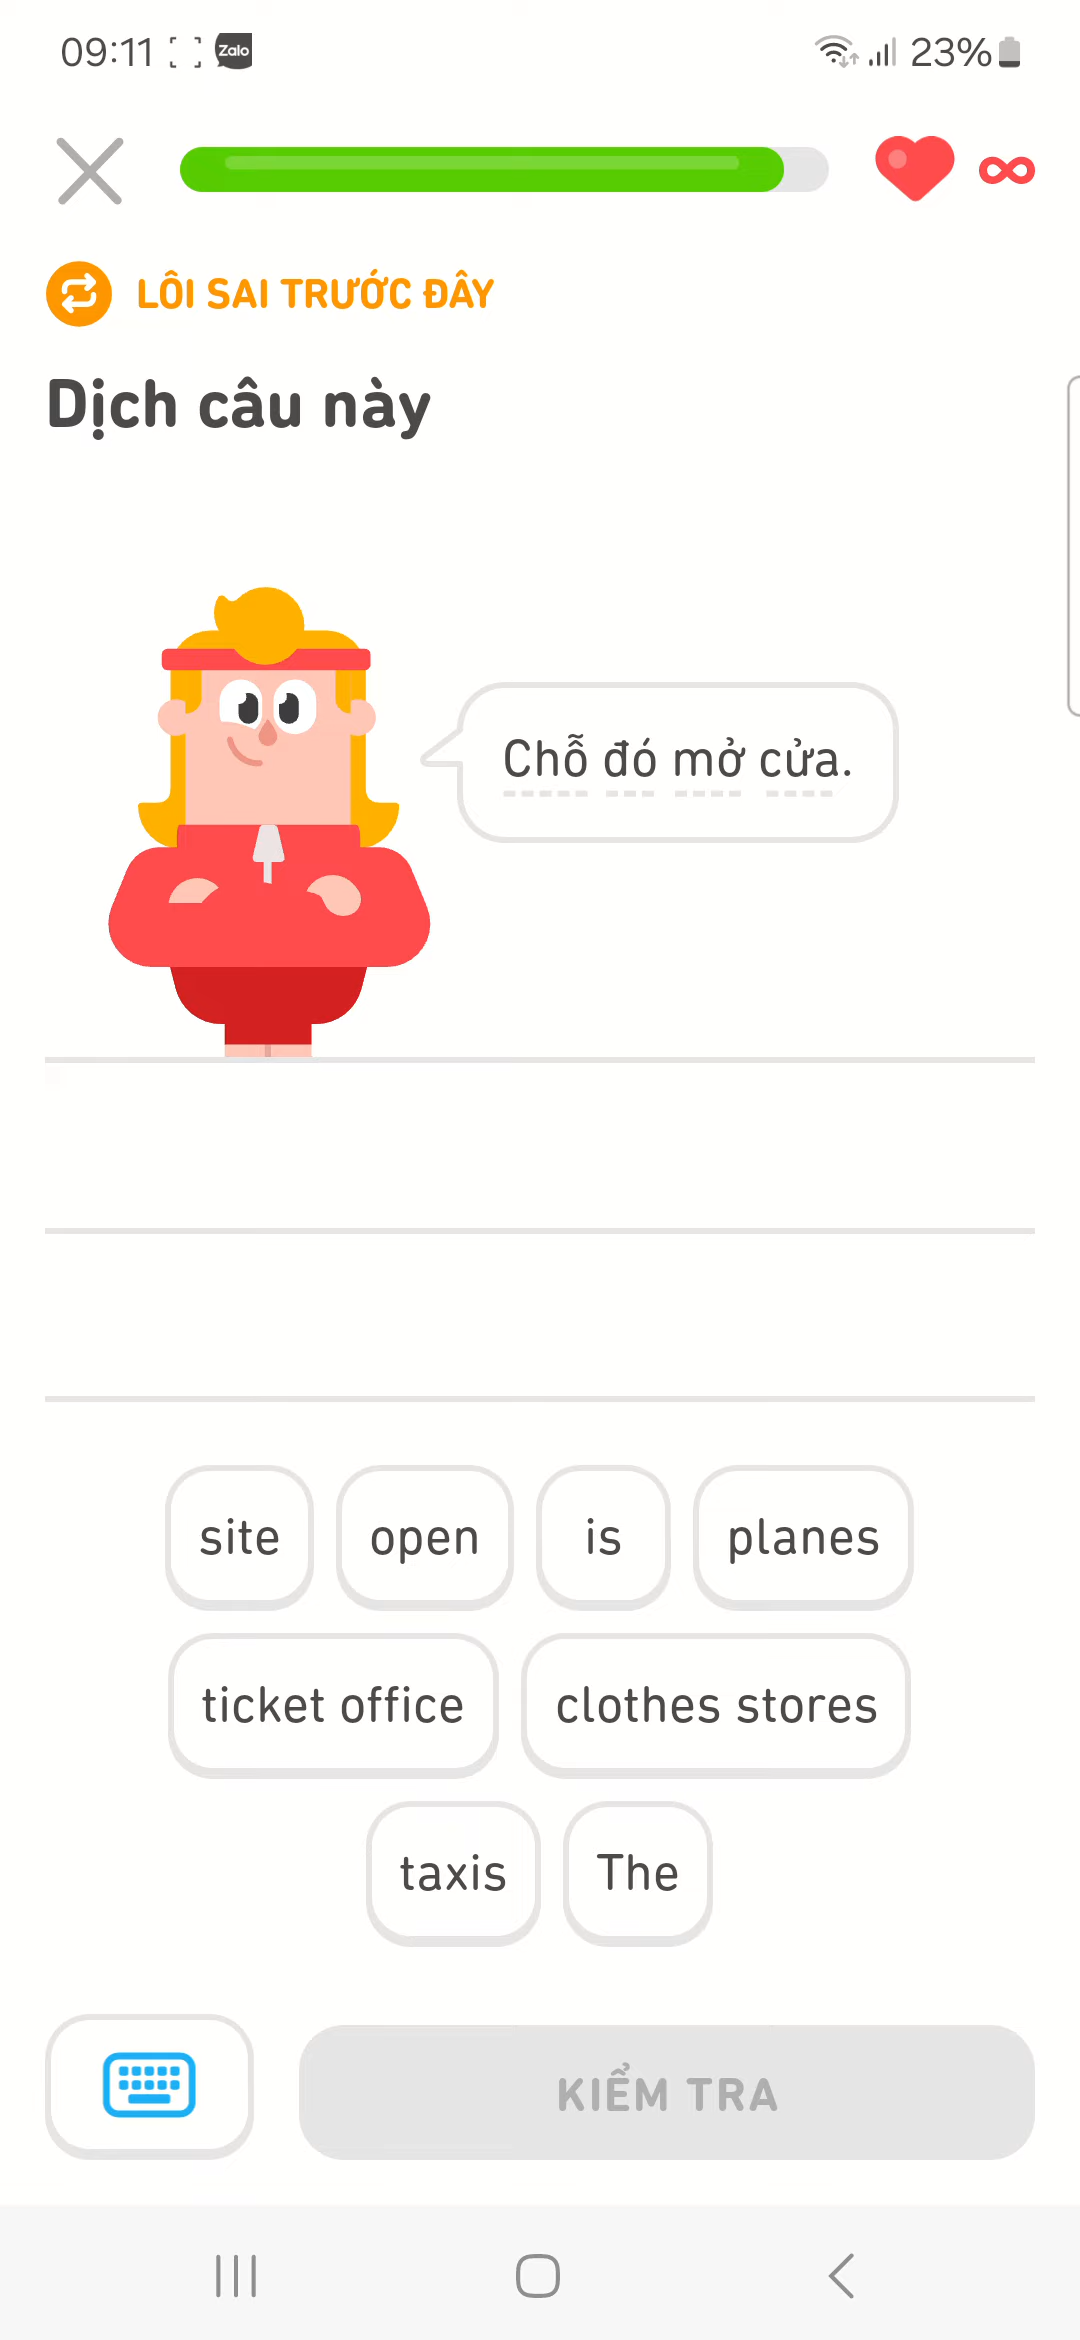 09:11 Zalo 23%
LỖI SAI TRƯỚC ĐÂY
Dịch câu này
Chỗ đó mở cửa.
site open is planes
ticket office clothes stores
taxis The
KIỂM TRA